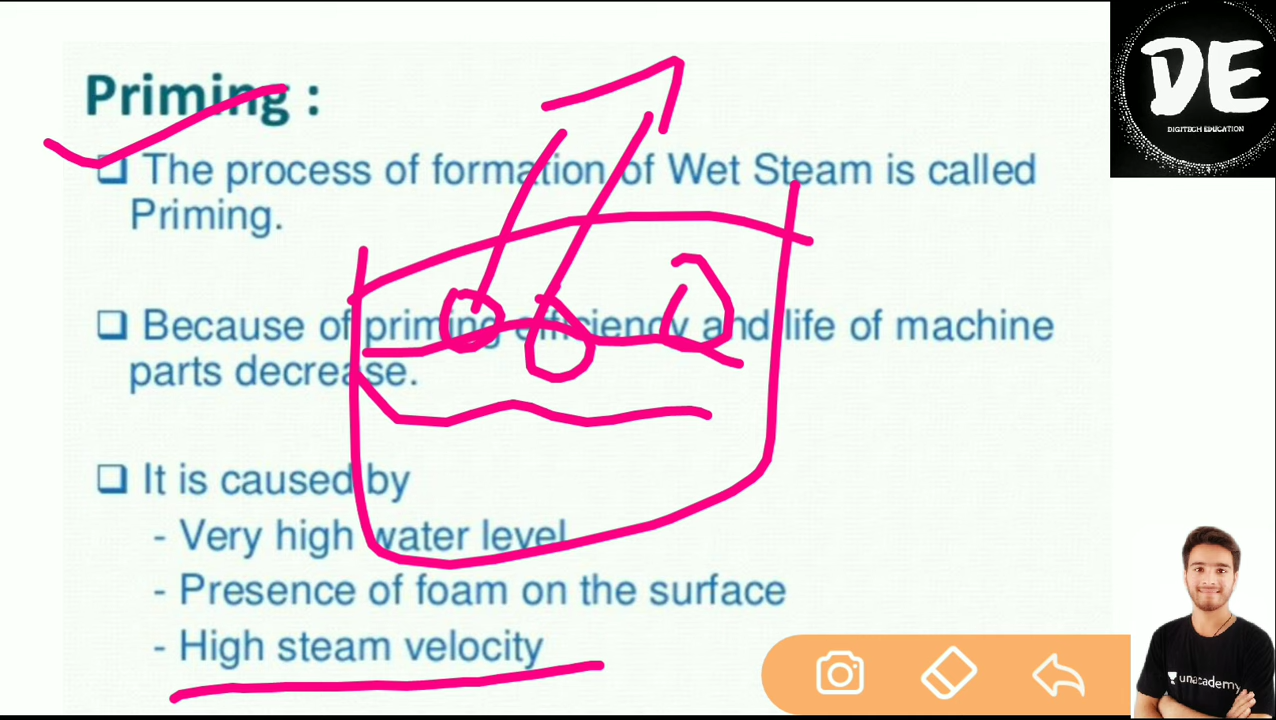 Priming :
❑ The process of formation of Wet Steam is called
Priming.
❑ Because of priming efficiency and life of machine
parts decrease.
❑ It is caused by
- Very high water level
- Presence of foam on the surface
- High steam velocity
DE
DIGITECH EDUCATION
unacademy